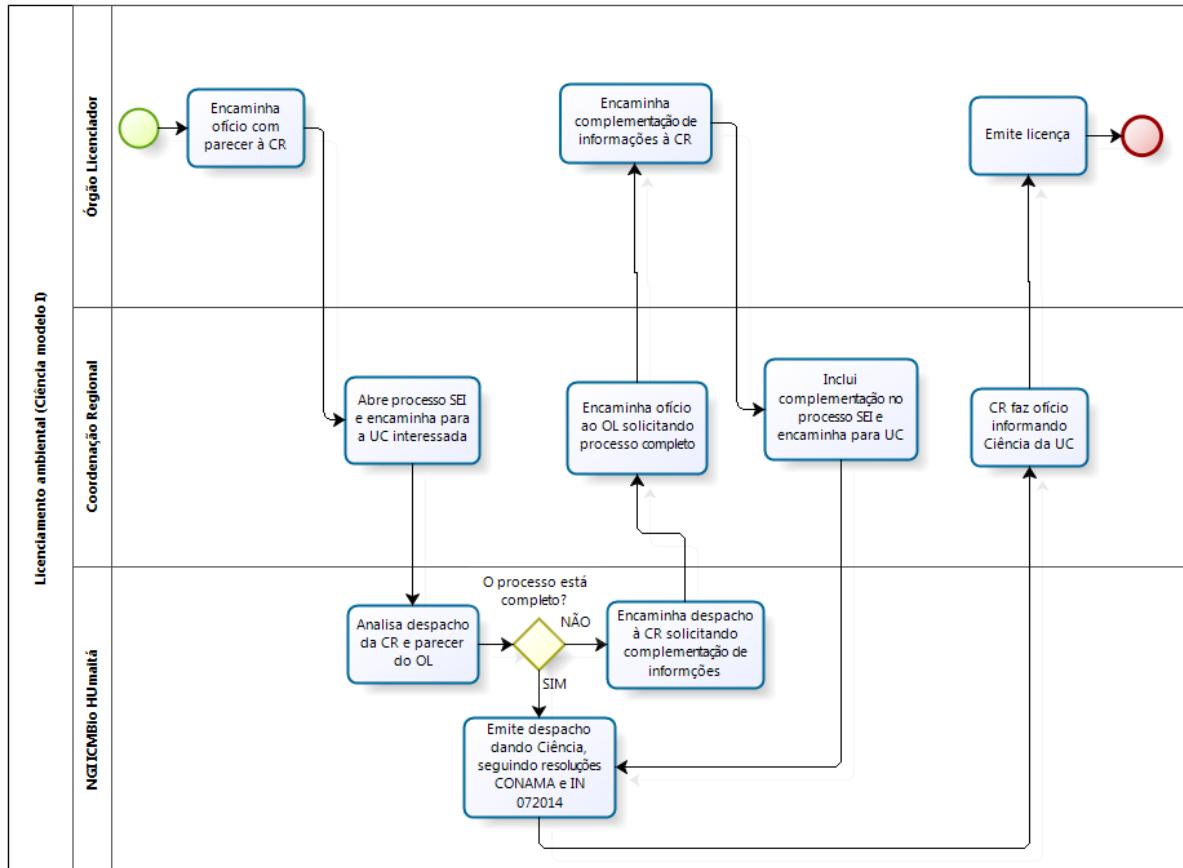 Licenciamento ambiental (Ciência modelo I)
Órgão Licenciador
Encaminha
ofício com
parecer à CR
Encaminha
complementação de
informações à CR
Emite licença
Coordenação Regional
Abre processo SEI
e encaminha para
a UC interessada
Encaminha ofício
ao OL solicitando
processo completo
Inclui
complementação no
processo SEI e
encaminha para UC
CR faz ofício
informando
Ciência da UC
NGI ICMBio HUmaitá
Analisa despacho
da CR e parecer
do OL
O processo está
completo?
NÃO
SIM
Encaminha despacho
à CR solicitando
complementação de
informções
Emite despacho
dando Ciência,
seguindo resoluções
CONAMA e IN
072014